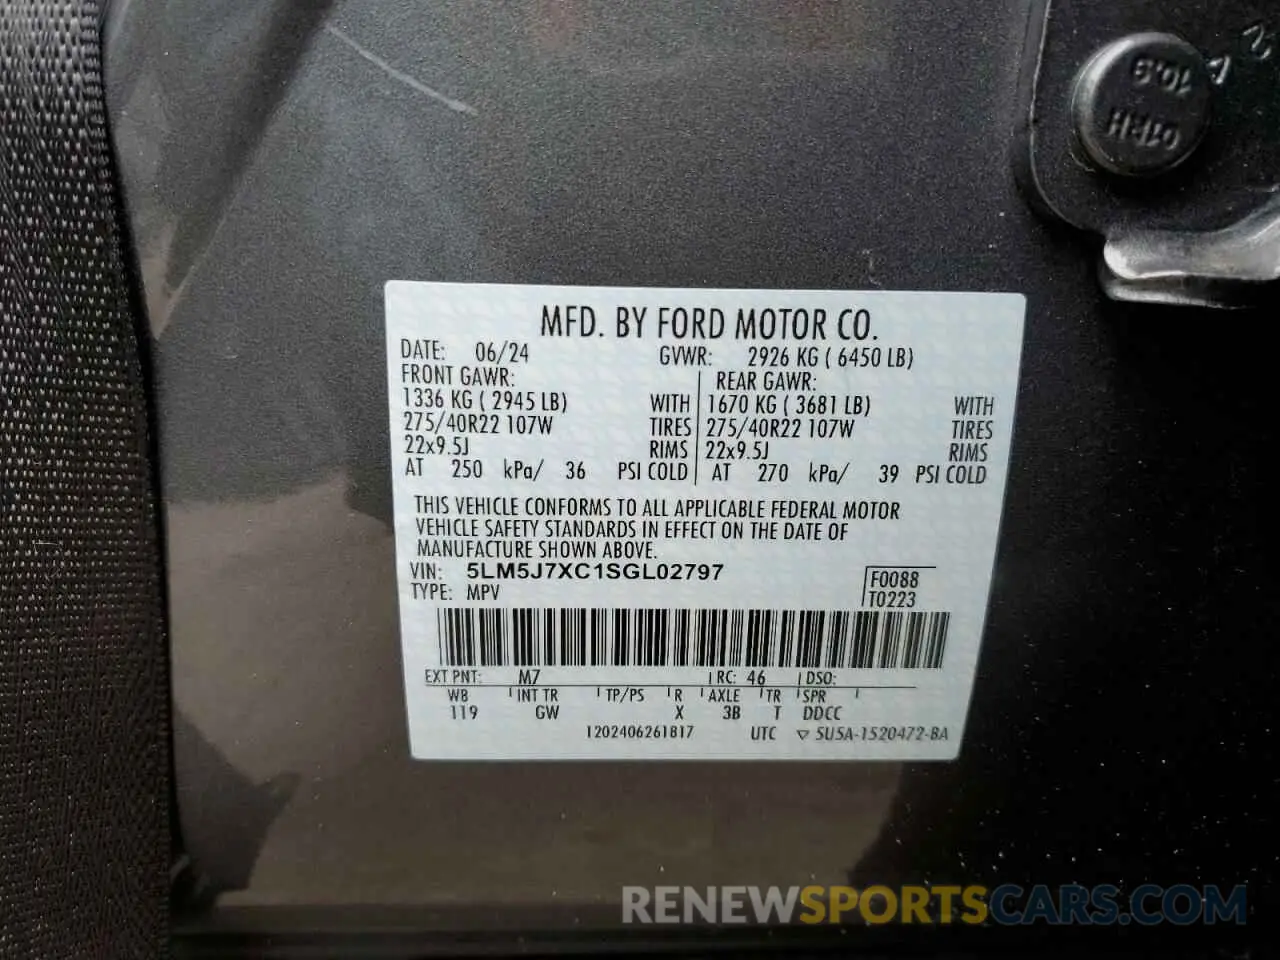 10.9
01HH
MFD. BY FORD MOTOR CO.
DATE: 06/24 GVWR: 2926 KG ( 6450 LB)
FRONT GAWR: REAR GAWR:
1336 KG ( 2945 LB) WITH 1670 KG ( 3681 LB) WITH
275/40R22 107W TIRES 275/40R22 107W TIRES
22x9.5J RIMS 22x9.5J RIMS
AT 250 kPa/ 36 PSI COLD AT 270 kPa/ 39 PSI COLD
THIS VEHICLE CONFORMS TO ALL APPLICABLE FEDERAL MOTOR
VEHICLE SAFETY STANDARDS IN EFFECT ON THE DATE OF
MANUFACTURE SHOWN ABOVE.
VIN: 5LM5J7XC1SGL02797 F0088
TYPE: MPV T0223
EXT PNT: M7 RC: 46 DSO:
WB INT TR TP/PS R AXLE TR SPR
119 GW X 3B T DDCC
1202406261817 UTC ▽ SU5A-1520472-BA
RENEWSPORTSCARS.COM